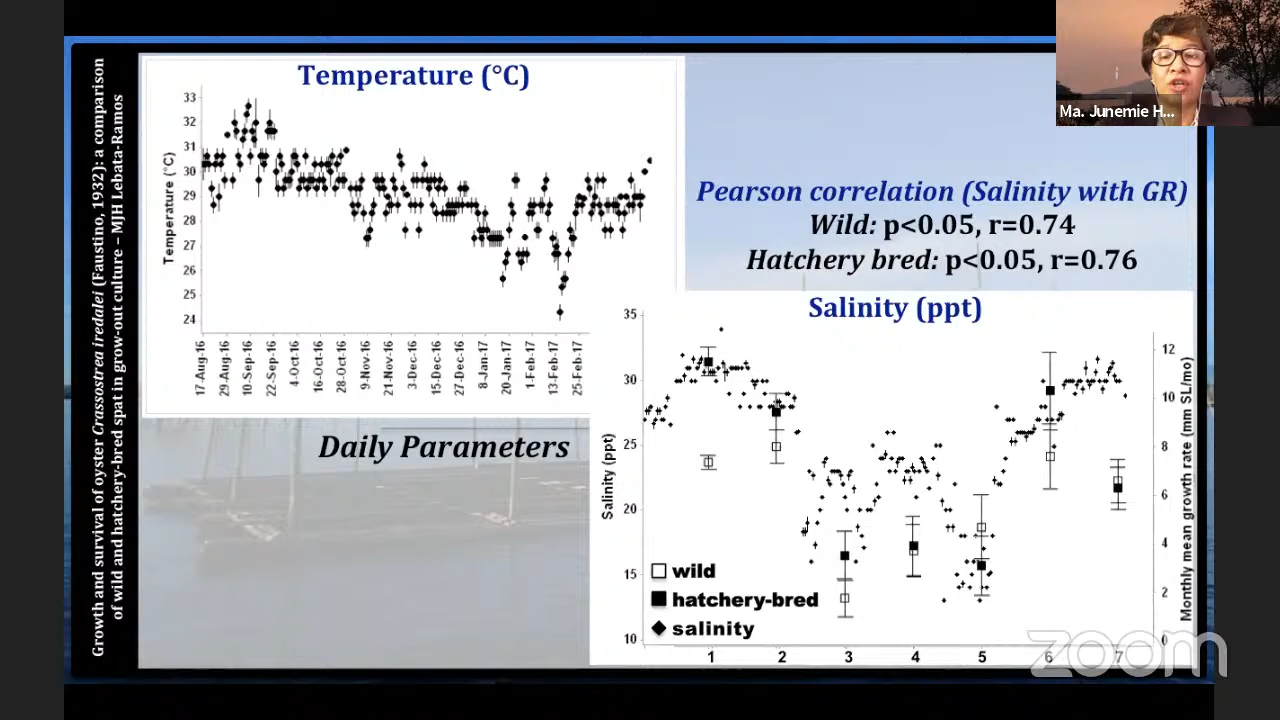 Growth and survival of oyster Crassostrea iredalei (Faustino, 1932): a comparison
of wild and hatchery-bred spat in grow-out culture – MJH Lebata-Ramos
Temperature (°C)
33
32
31
30
29
28
27
26
25
24
Temperature (°C)
17-Aug-16
29-Aug-16
10-Sep-16
22-Sep-16
4-Oct-16
16-Oct-16
28-Oct-16
9-Nov-16
21-Nov-16
3-Dec-16
15-Dec-16
27-Dec-16
8-Jan-17
20-Jan-17
1-Feb-17
13-Feb-17
25-Feb-17
Ma. Junemie H...
Pearson correlation (Salinity with GR)
Wild: p<0.05, r=0.74
Hatchery bred: p<0.05, r=0.76
Daily Parameters
Salinity (ppt)
35
30
25
20
15
10
Salinity (ppt)
wild
hatchery-bred
salinity
1 2 3 4 5 6 7
12
10
8
6
4
2
0
Monthly mean growth rate (mm SL/mo)
zoom